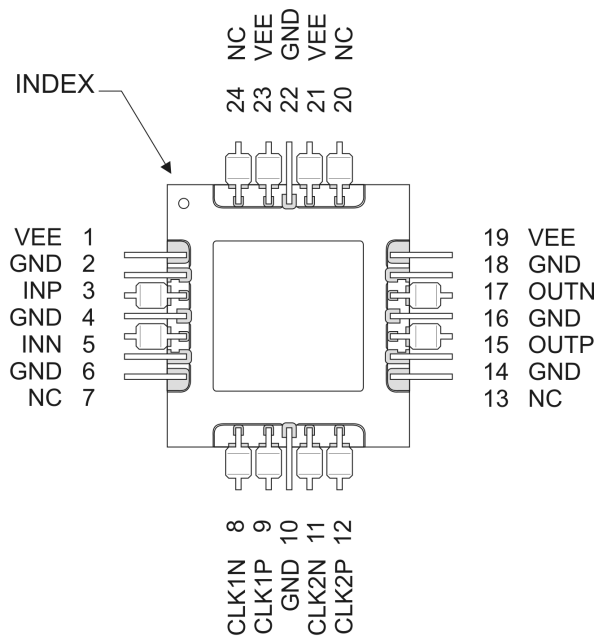 NC VEE GND VEE NC
24 23 22 21 20
INDEX
VEE 1
GND 2
INP 3
GND 4
INN 5
GND 6
NC 7
19 VEE
18 GND
17 OUTN
16 GND
15 OUTP
14 GND
13 NC
8 9 10 11 12
CLK1N CLK1P GND CLK2N CLK2P